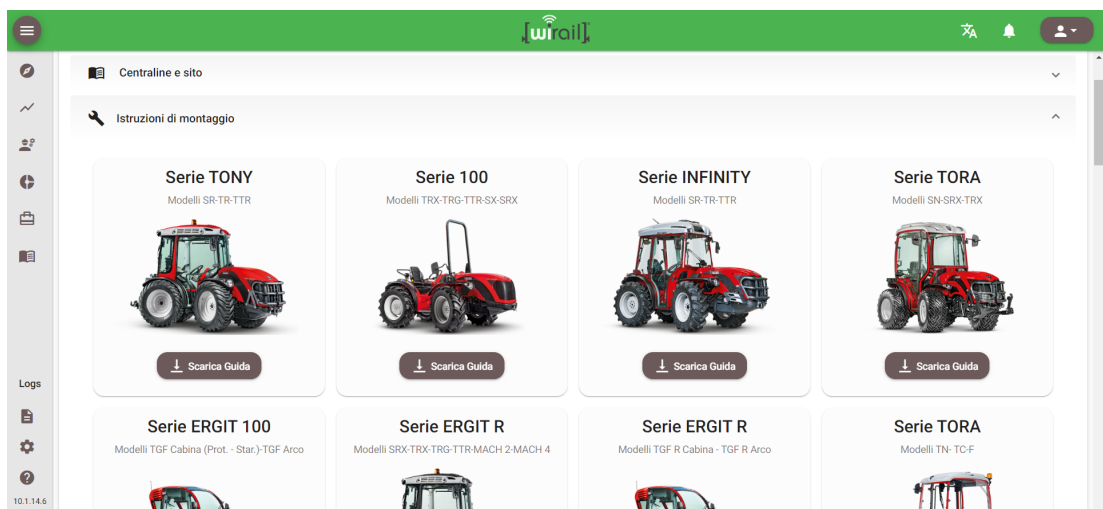 [wirail]
Centraline e sito
Istruzioni di montaggio
Serie TONY
Modelli SR-TR-TTR
Scarica Guida
Serie 100
Modelli TRX-TRG-TTR-SX-SRX
Scarica Guida
Serie INFINITY
Modelli SR-TR-TTR
Scarica Guida
Serie TORA
Modelli SN-SRX-TRX
Scarica Guida
Serie ERGIT 100
Modelli TGF Cabina (Prot. - Star.)-TGF Arco
Serie ERGIT R
Modelli SRX-TRX-TRG-TTR-MACH 2-MACH 4
Serie ERGIT R
Modelli TGF R Cabina - TGF R Arco
Serie TORA
Modelli TN- TC-F
Logs
10.1.14.6